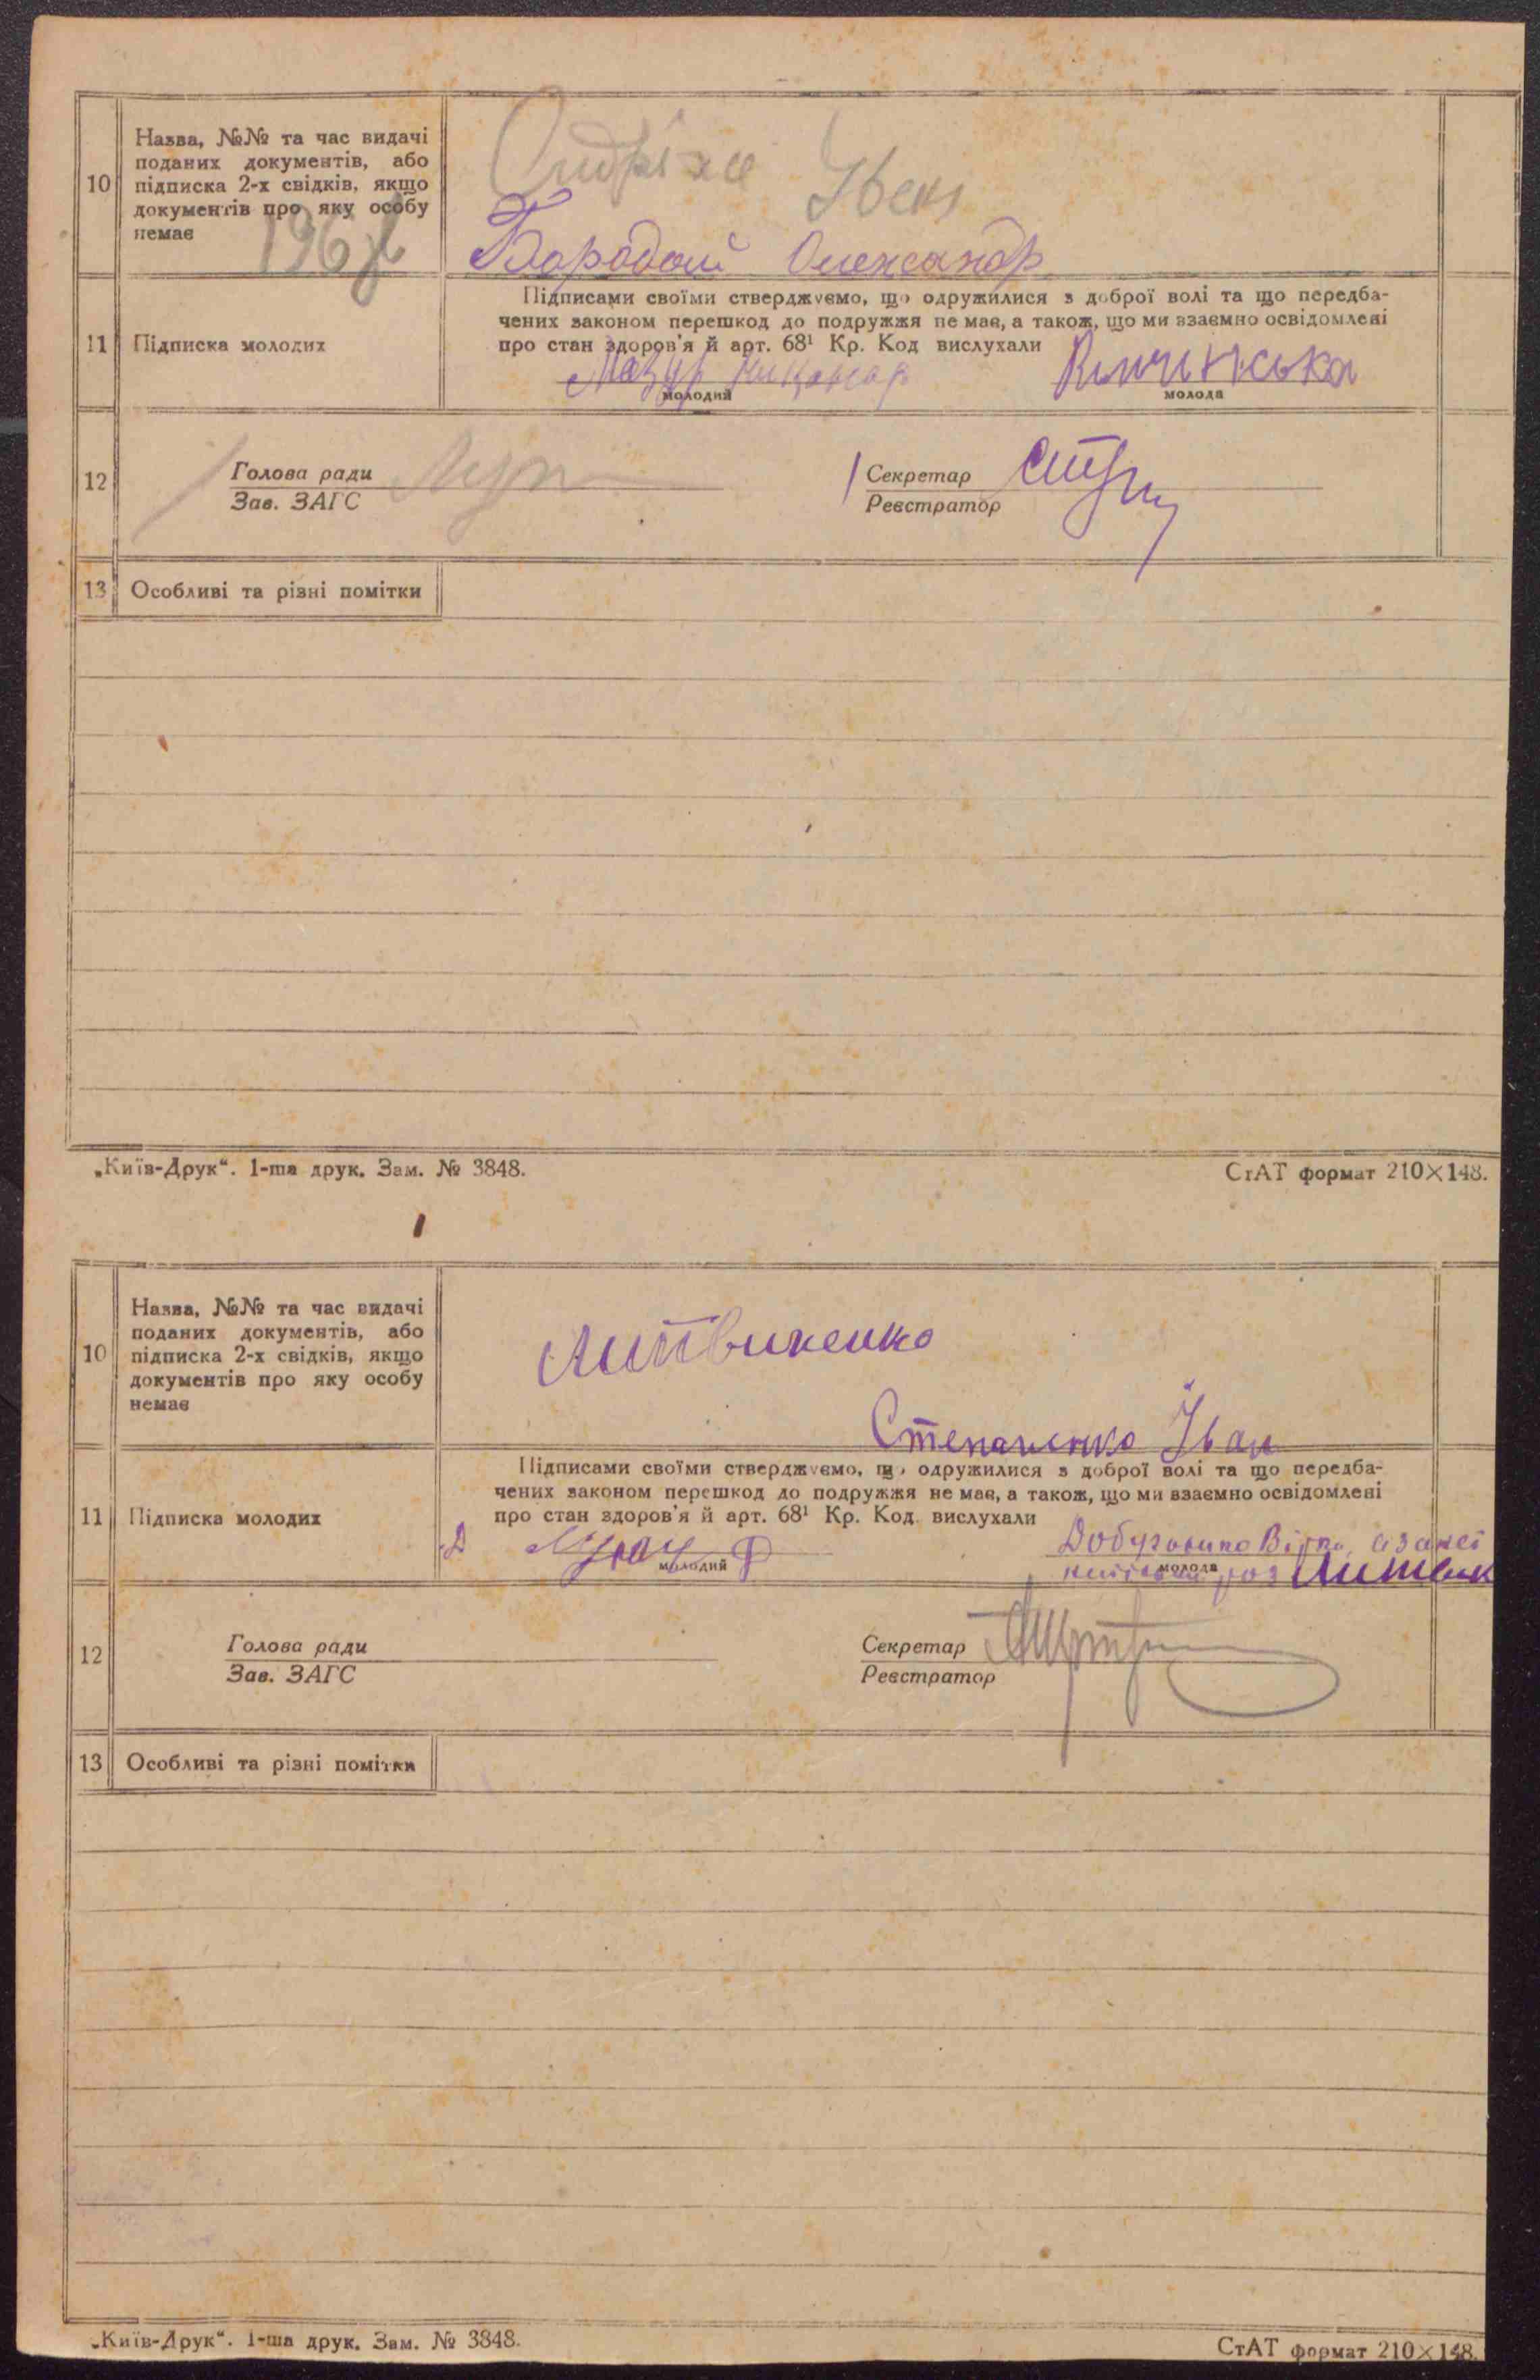 10
Назва, №№ та час видачі
поданих документів, або
підписка 2-х свідків, якщо
документів про яку особу
немає
196
Бородай Олександр
11
Підписка молодих
Підписами своїми стверджуємо, що одружилися з доброї волі та що передба-
чених законом перешкод до подружжя не має, а також, що ми взаємно освідомлені
про стан здоров'я й арт. 68¹ Кр. Код вислухали
Мазур
молодий
молода
12
Голова ради
Зав. ЗАГС
Секретар
Реєстратор
13
Особливі та різні помітки
„Київ-Друк“. 1-ша друк. Зам. № 3848.
СтАТ формат 210×148.
10
Назва, №№ та час видачі
поданих документів, або
підписка 2-х свідків, якщо
документів про яку особу
немає
Литвиненко
Степаненко Іван
11
Підписка молодих
Підписами своїми стверджуємо, що одружилися з доброї волі та що передба-
чених законом перешкод до подружжя не має, а також, що ми взаємно освідомлені
про стан здоров'я й арт. 68¹ Кр. Код. вислухали
молодий
молода
12
Голова ради
Зав. ЗАГС
Секретар
Реєстратор
13
Особливі та різні помітки
„Київ-Друк“. 1-ша друк. Зам. № 3848.
СтАТ формат 210×148.